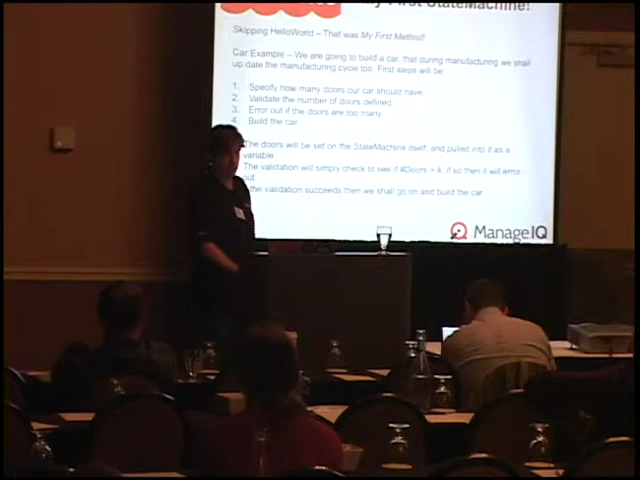 My First StateMachine!
Skipping HelloWorld – That was My First Method!
Car Example – We are going to build a car, that during manufacturing we shall
up date the manufacturing cycle too. First steps will be
1. Specify how many doors our car should have.
2. Validate the number of doors defined.
3. Error out if the doors are too many.
4. Build the car
The doors will be set on the StateMachine itself, and pulled into it as a
variable
The validation will simply check to see if #Doors > 4, if so then it will error
out
the validation succeeds then we shall go on and build the car
ManageIQ